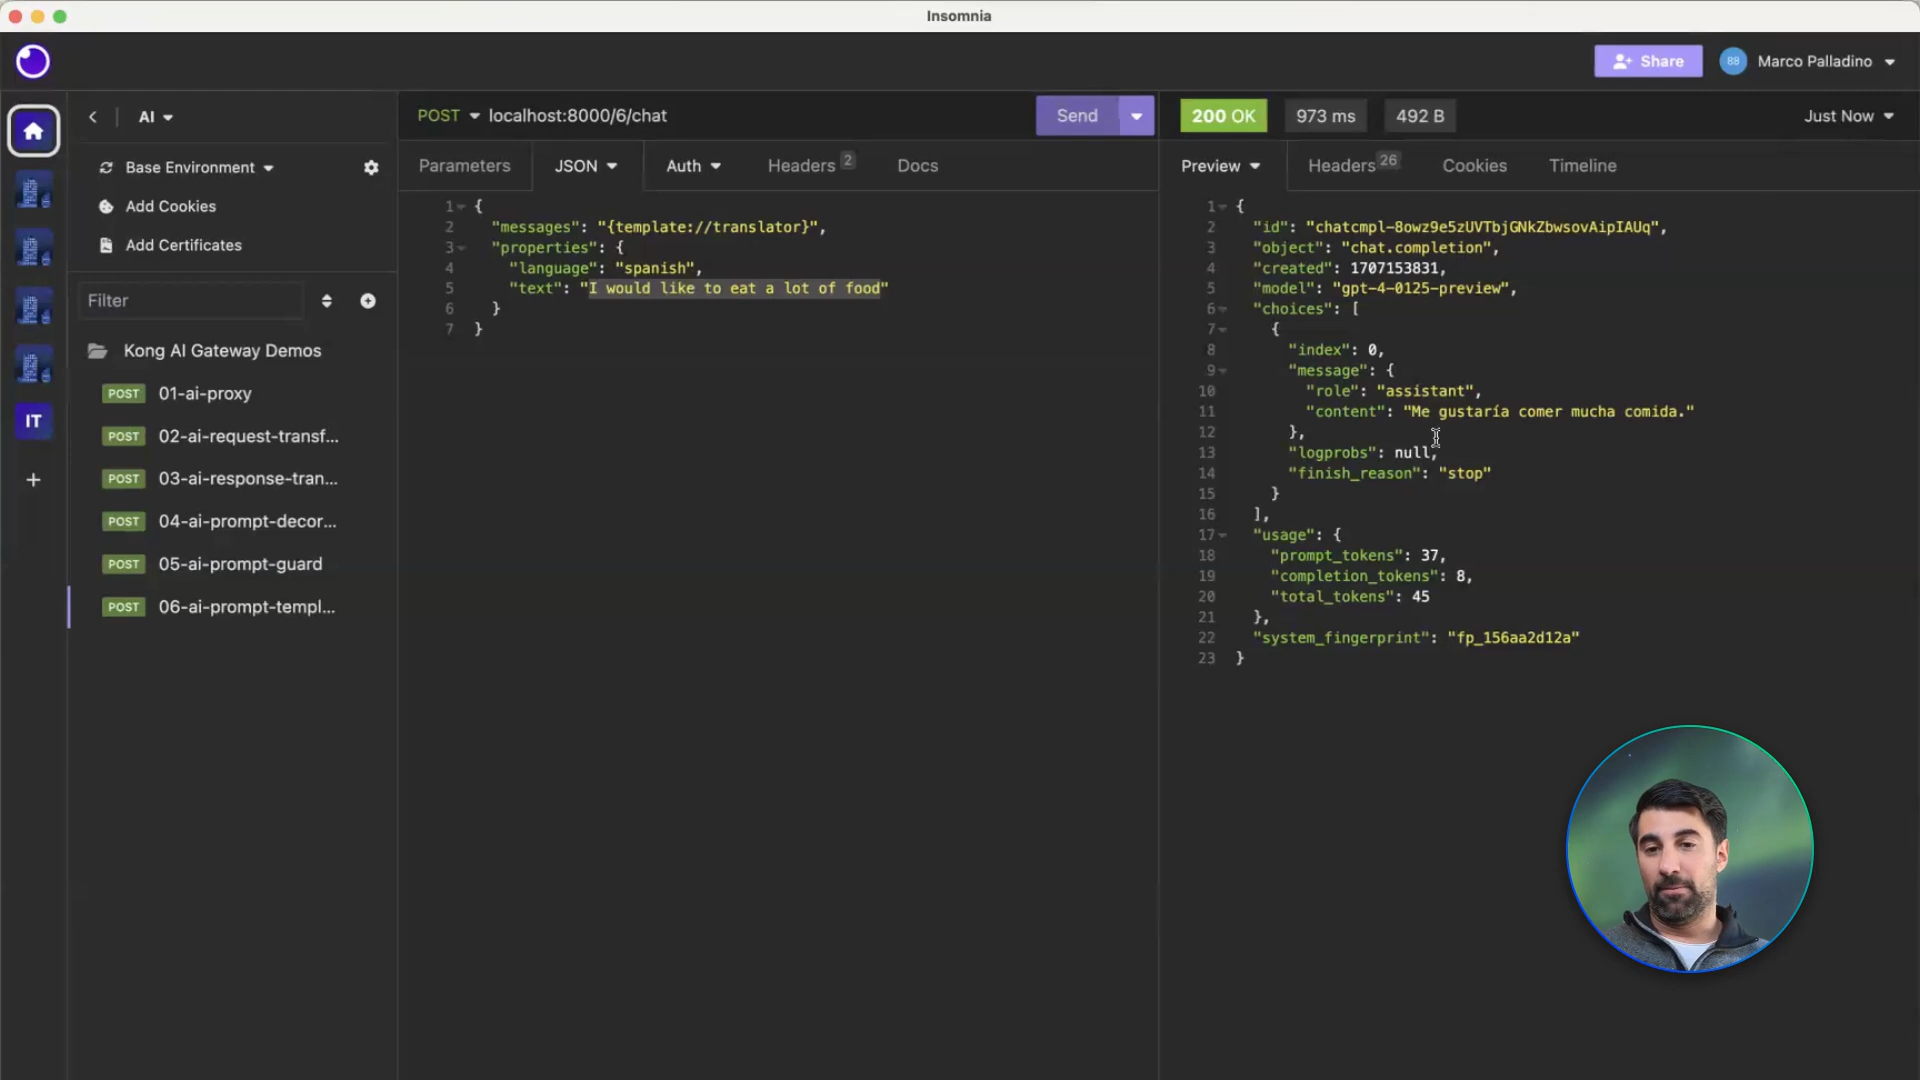 Insomnia
Share
88
Marco Palladino
AI
Base Environment
Add Cookies
Add Certificates
Filter
IT
Kong AI Gateway Demos
POST 01-ai-proxy
POST 02-ai-request-transf...
POST 03-ai-response-tran...
POST 04-ai-prompt-decor...
POST 05-ai-prompt-guard
POST 06-ai-prompt-templ...
POST localhost:8000/6/chat
Send
Parameters JSON Auth Headers 2 Docs
1 {
2 "messages": "{template://translator}",
3 "properties": {
4 "language": "spanish",
5 "text": "I would like to eat a lot of food"
6 }
7 }
200 OK 973 ms 492 B Just Now
Preview Headers 26 Cookies Timeline
1 {
2 "id": "chatcmpl-8owz9e5zUVTbjGNkZbwsovAipIAUq",
3 "object": "chat.completion",
4 "created": 1707153831,
5 "model": "gpt-4-0125-preview",
6 "choices": [
7 {
8 "index": 0,
9 "message": {
10 "role": "assistant",
11 "content": "Me gustaría comer mucha comida."
12 },
13 "logprobs": null,
14 "finish_reason": "stop"
15 }
16 ],
17 "usage": {
18 "prompt_tokens": 37,
19 "completion_tokens": 8,
20 "total_tokens": 45
21 },
22 "system_fingerprint": "fp_156aa2d12a"
23 }